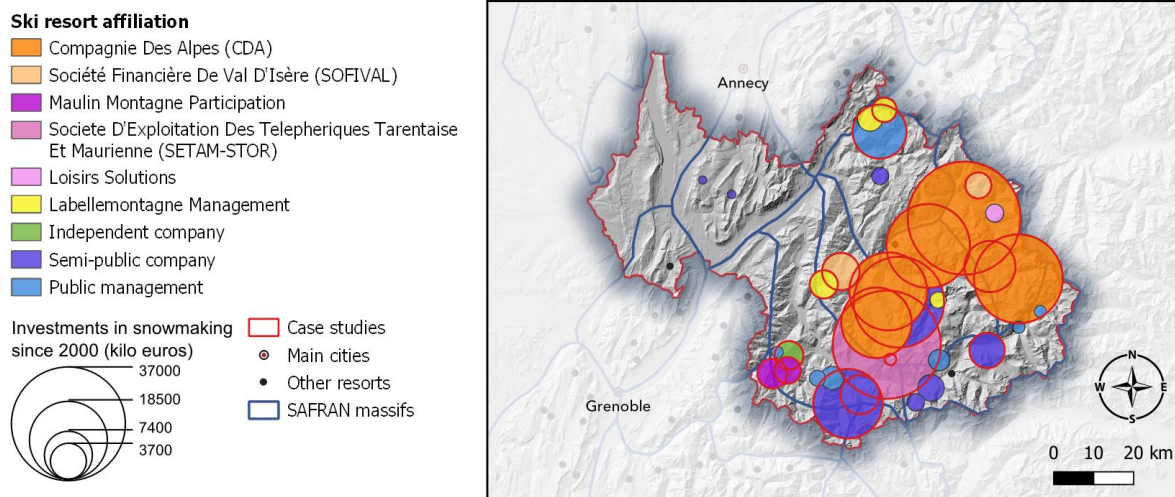 Ski resort affiliation
Compagnie Des Alpes (CDA)
Société Financière De Val D'Isère (SOFIVAL)
Maulin Montagne Participation
Societe D'Exploitation Des Telepheriques Tarentaise
Et Maurienne (SETAM-STOR)
Loisirs Solutions
Labellemontagne Management
Independent company
Semi-public company
Public management
Investments in snowmaking
since 2000 (kilo euros)
37000
18500
7400
3700
Case studies
Main cities
Other resorts
SAFRAN massifs
Annecy
Grenoble
N
W E
S
0 10 20 km